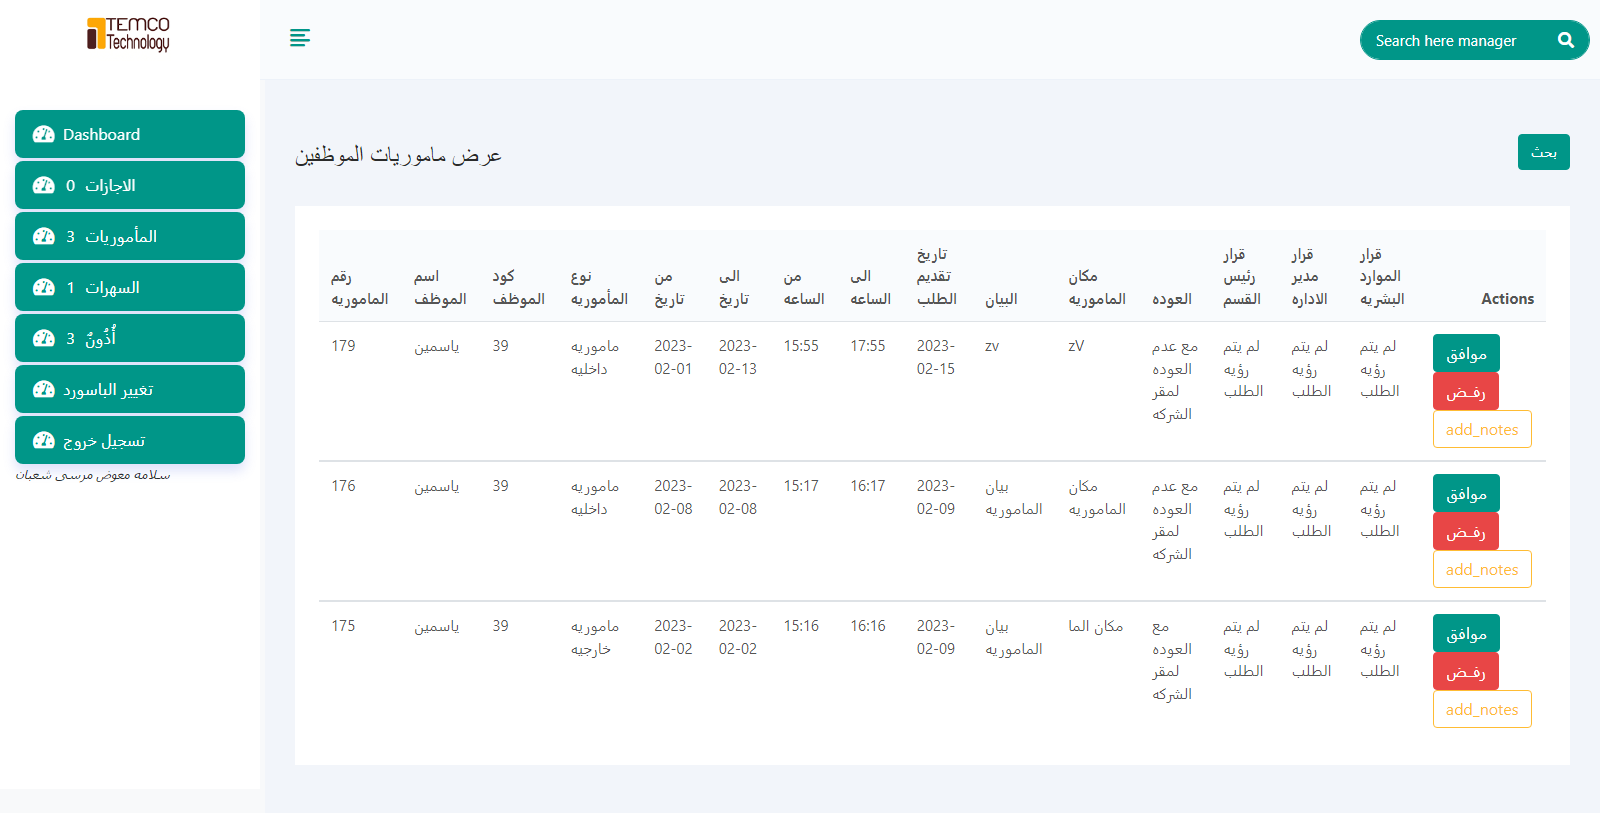 TEMCO
Technology
Search here manager
Dashboard
الاجازات 0
المأموريات 3
السهرات 1
أُذُونٌ 3
تغيير الباسورد
تسجيل خروج
سلامه معوض مرسى شعبان
عرض ماموريات الموظفين
بحث
رقم الماموريه
اسم الموظف
كود الموظف
نوع المأموريه
من تاريخ
الى تاريخ
من الساعه
الى الساعه
تاريخ تقديم الطلب
البيان
مكان الماموريه
العوده
قرار رئيس القسم
قرار مدير الاداره
قرار الموارد البشريه
Actions
179
ياسمين
39
ماموريه داخليه
2023-02-01
2023-02-13
15:55
17:55
2023-02-15
zv
zV
مع عدم العوده لمقر الشركه
لم يتم رؤيه الطلب
لم يتم رؤيه الطلب
لم يتم رؤيه الطلب
موافق
رفض
add_notes
176
ياسمين
39
ماموريه داخليه
2023-02-08
2023-02-08
15:17
16:17
2023-02-09
بيان الماموريه
مكان الماموريه
مع عدم العوده لمقر الشركه
لم يتم رؤيه الطلب
لم يتم رؤيه الطلب
لم يتم رؤيه الطلب
موافق
رفض
add_notes
175
ياسمين
39
ماموريه خارجيه
2023-02-02
2023-02-02
15:16
16:16
2023-02-09
بيان الماموريه
مكان الما
مع العوده لمقر الشركه
لم يتم رؤيه الطلب
لم يتم رؤيه الطلب
لم يتم رؤيه الطلب
موافق
رفض
add_notes